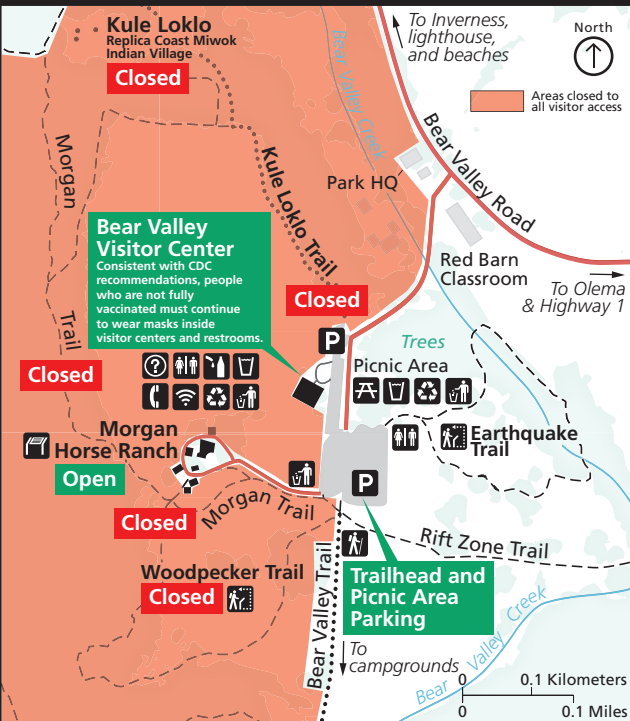 Kule Loklo
Replica Coast Miwok
Indian Village
Closed
To Inverness,
lighthouse,
and beaches
North
Areas closed to
all visitor access
Bear Valley Creek
Bear Valley Road
Morgan
Trail
Kule Loklo Trail
Park HQ
Bear Valley
Visitor Center
Consistent with CDC
recommendations, people
who are not fully
vaccinated must continue
to wear masks inside
visitor centers and restrooms.
Red Barn
Classroom
To Olema
& Highway 1
Closed
P
Trees
Picnic Area
Closed
?
Morgan
Horse Ranch
Open
Earthquake
Trail
P
Closed
Morgan Trail
Rift Zone Trail
Woodpecker Trail
Closed
Bear Valley Trail
Trailhead and
Picnic Area
Parking
To
campgrounds
Bear Valley Creek
0 0.1 Kilometers
0 0.1 Miles